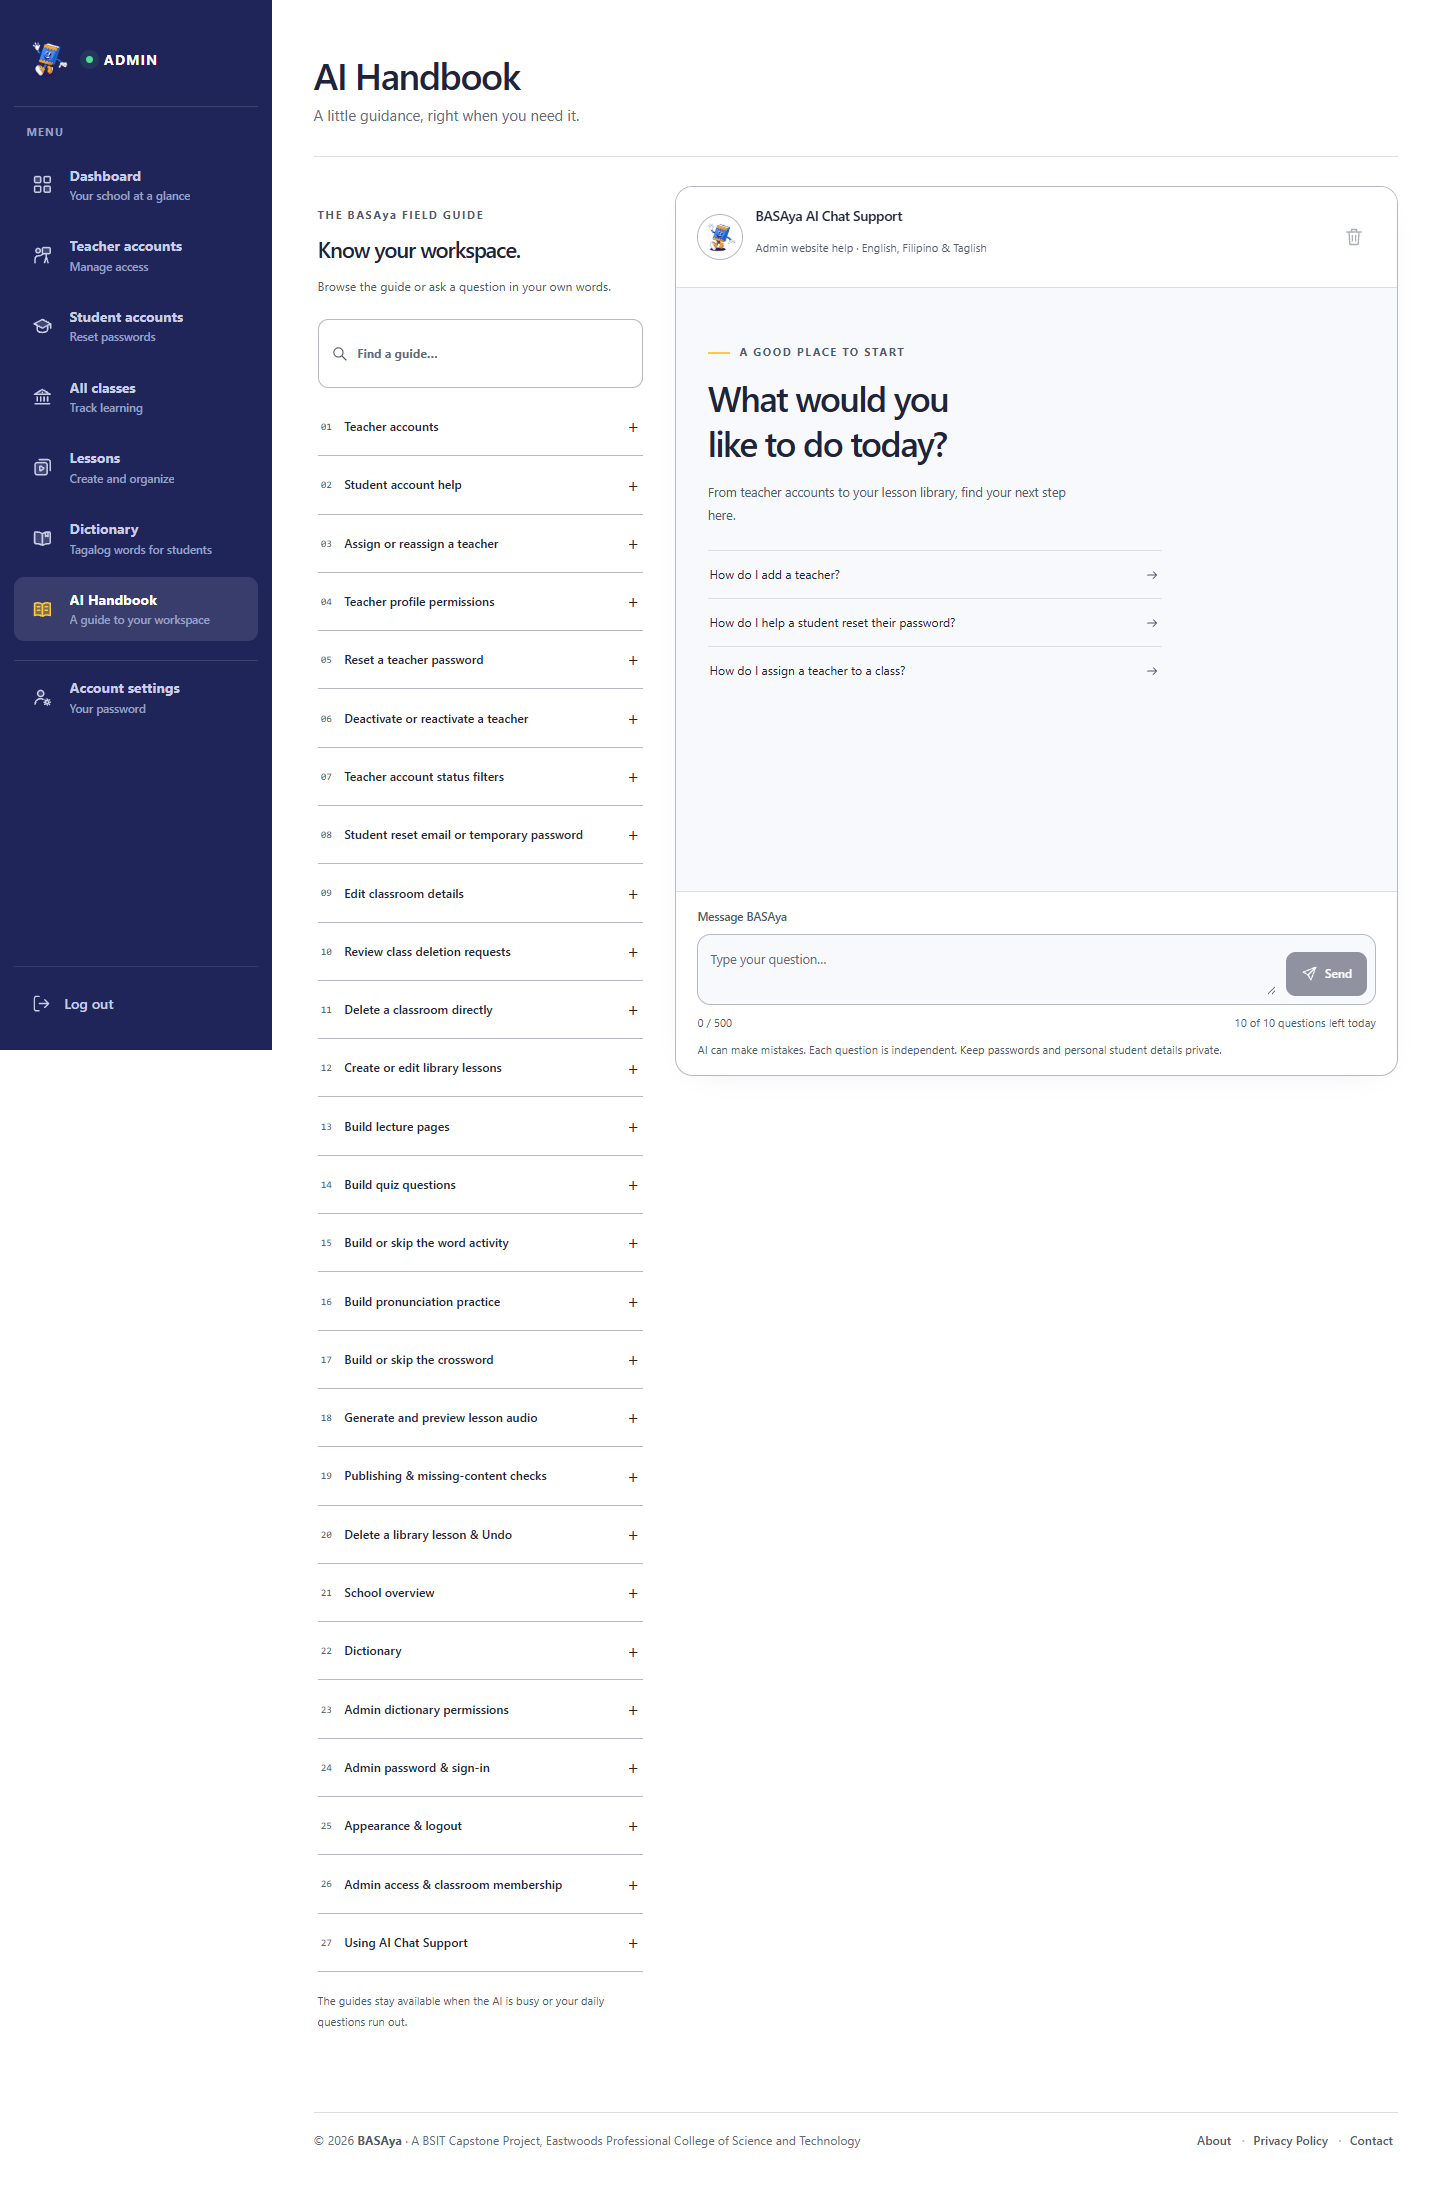 ADMIN
MENU
Dashboard
Your school at a glance
Teacher accounts
Manage access
Student accounts
Reset passwords
All classes
Track learning
Lessons
Create and organize
Dictionary
Tagalog words for students
AI Handbook
A guide to your workspace
Account settings
Your password
Log out
AI Handbook
A little guidance, right when you need it.
THE BASAya FIELD GUIDE
Know your workspace.
Browse the guide or ask a question in your own words.
Find a guide...
01 Teacher accounts +
02 Student account help +
03 Assign or reassign a teacher +
04 Teacher profile permissions +
05 Reset a teacher password +
06 Deactivate or reactivate a teacher +
07 Teacher account status filters +
08 Student reset email or temporary password +
09 Edit classroom details +
10 Review class deletion requests +
11 Delete a classroom directly +
12 Create or edit library lessons +
13 Build lecture pages +
14 Build quiz questions +
15 Build or skip the word activity +
16 Build pronunciation practice +
17 Build or skip the crossword +
18 Generate and preview lesson audio +
19 Publishing & missing-content checks +
20 Delete a library lesson & Undo +
21 School overview +
22 Dictionary +
23 Admin dictionary permissions +
24 Admin password & sign-in +
25 Appearance & logout +
26 Admin access & classroom membership +
27 Using AI Chat Support +
The guides stay available when the AI is busy or your daily
questions run out.
BASAya AI Chat Support
Admin website help · English, Filipino & Taglish
A GOOD PLACE TO START
What would you
like to do today?
From teacher accounts to your lesson library, find your next step
here.
How do I add a teacher? →
How do I help a student reset their password? →
How do I assign a teacher to a class? →
Message BASAya
Type your question...
Send
0 / 500
10 of 10 questions left today
AI can make mistakes. Each question is independent. Keep passwords and personal student details private.
© 2026 BASAya · A BSIT Capstone Project, Eastwoods Professional College of Science and Technology
About · Privacy Policy · Contact